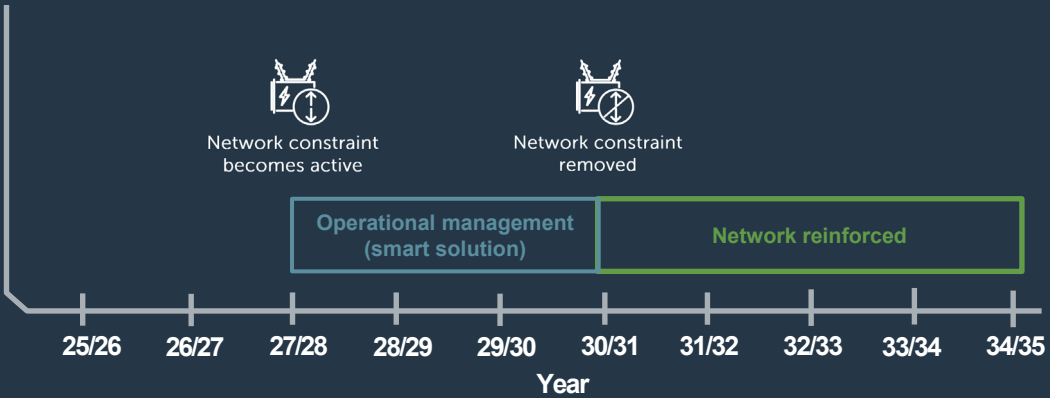 Network constraint
becomes active
Network constraint
removed
Operational management
(smart solution)
Network reinforced
25/26
26/27
27/28
28/29
29/30
30/31
31/32
32/33
33/34
34/35
Year